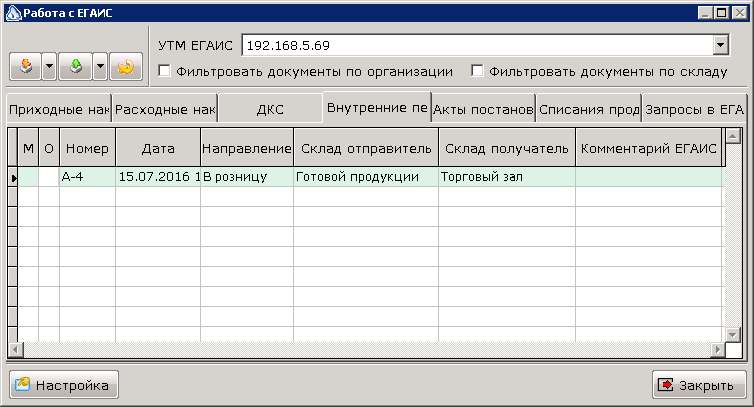 Работа с ЕГАИС
УТМ ЕГАИС 192.168.5.69
Фильтровать документы по организации Фильтровать документы по складу
Приходные нак Расходные нак ДКС Внутренние пе Акты постанов Списания прод Запросы в ЕГА
М О Номер Дата Направление Склад отправитель Склад получатель Комментарий ЕГАИС
А-4 15.07.2016 1 В розницу Готовой продукции Торговый зал
Настройка Закрыть